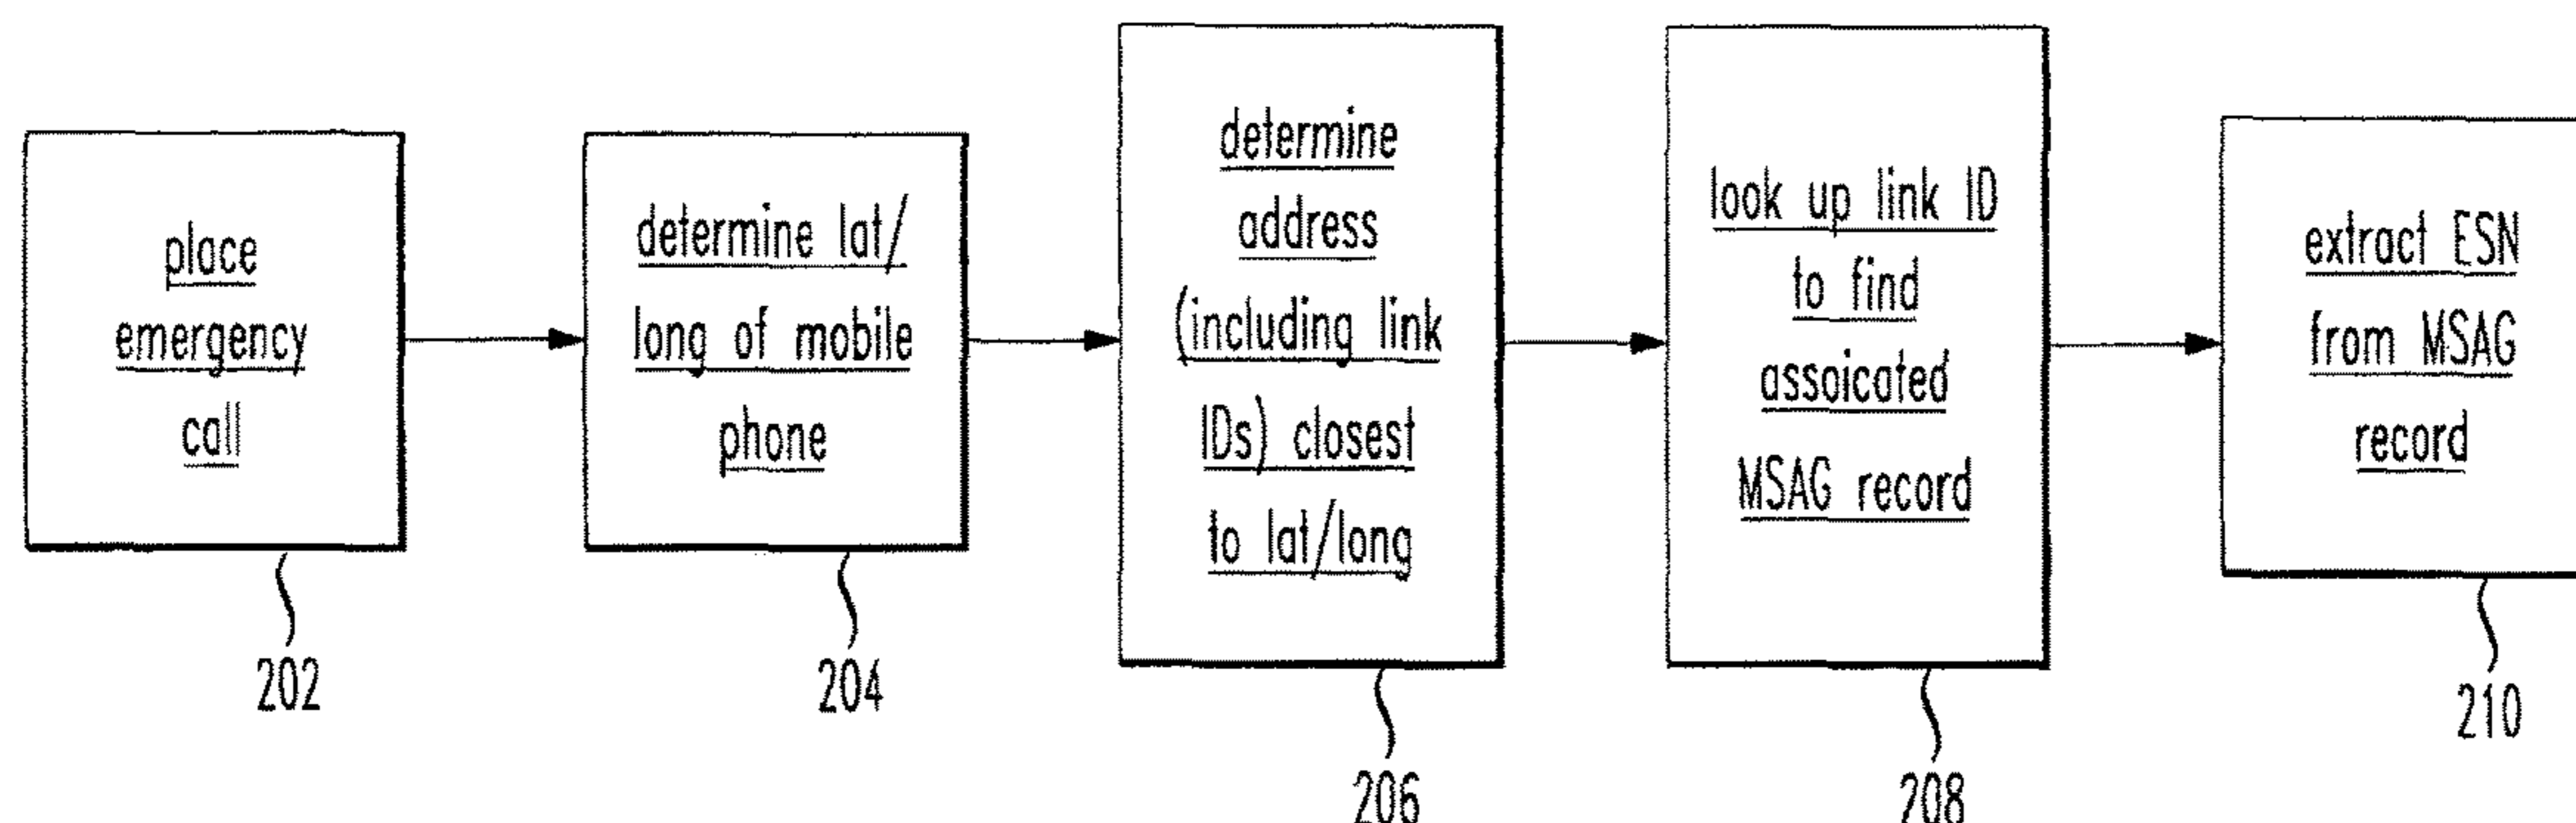 place
emergency
call
202
determine lat/
long of mobile
phone
204
determine
address
(including link
IDs) closest
to lat/long
206
look up link ID
to find
assoicated
MSAG record
208
extract ESN
from MSAG
record
210